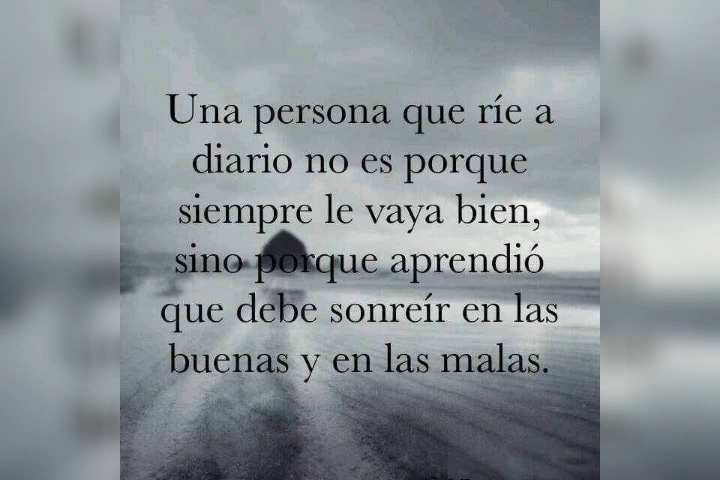 Una persona que ríe a
diario no es porque
siempre le vaya bien,
sino porque aprendió
que debe sonreír en las
buenas y en las malas.